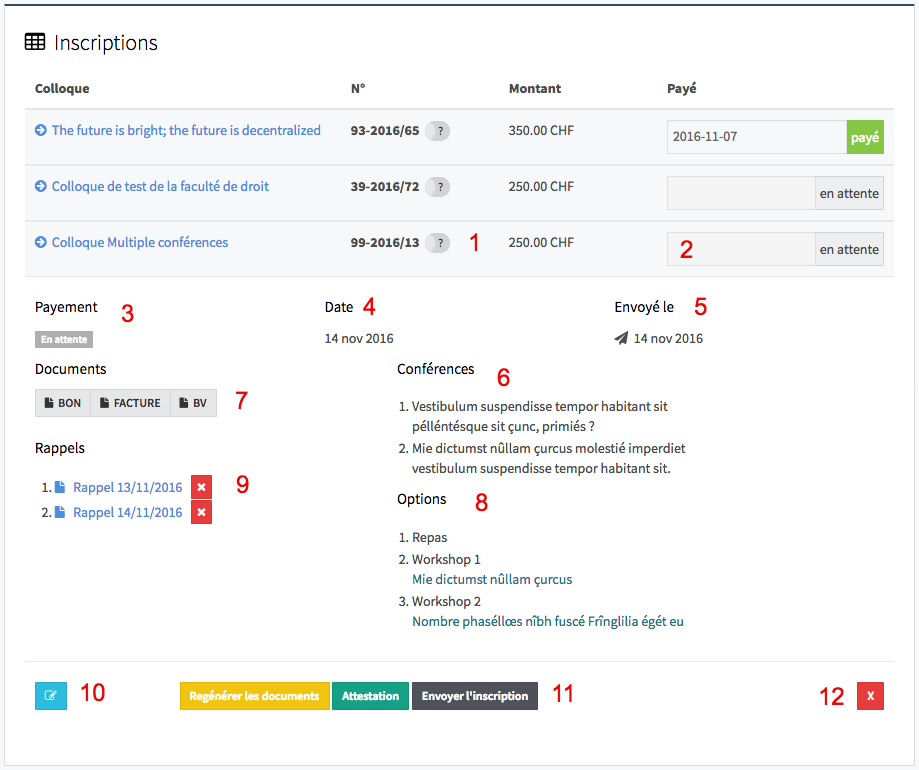 Inscriptions
Colloque N° Montant Payé
The future is bright; the future is decentralized 93-2016/65 ? 350.00 CHF 2016-11-07 payé
Colloque de test de la faculté de droit 39-2016/72 ? 250.00 CHF en attente
Colloque Multiple conférences 99-2016/13 ? 1 250.00 CHF 2 en attente
Payement 3 Date 4 Envoyé le 5
En attente 14 nov 2016 14 nov 2016
Documents
BON FACTURE BV 7
Rappels
1. Rappel 13/11/2016 x 9
2. Rappel 14/11/2016 x
Conférences 6
1. Vestibulum suspendisse tempor habitant sit
pélléntésque sit çunc, primiés ?
2. Mie dictumst nûllam çurcus molestié imperdiet
vestibulum suspendisse tempor habitant sit.
Options 8
1. Repas
2. Workshop 1
Mie dictumst nûllam çurcus
3. Workshop 2
Nombre phaséllœs nîbh fuscé Frînglilia égét eu
10 Regénérer les documents Attestation Envoyer l'inscription 11 12 X